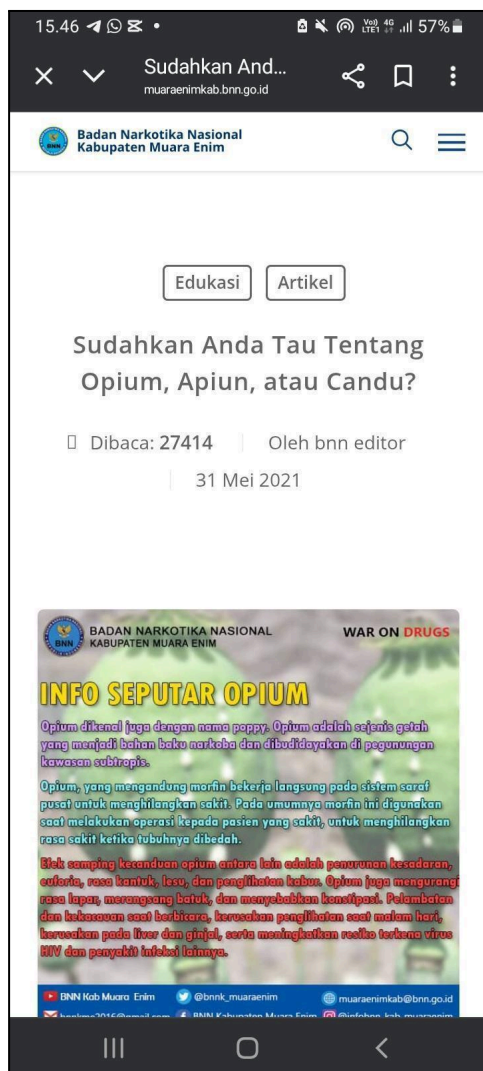 15.46
Vo)) 4G
LTE1 57%
Sudahkan And...
muaraenimkab.bnn.go.id
Badan Narkotika Nasional
Kabupaten Muara Enim
Edukasi Artikel
Sudahkan Anda Tau Tentang
Opium, Apiun, atau Candu?
Dibaca: 27414 Oleh bnn editor
31 Mei 2021
BNN
BADAN NARKOTIKA NASIONAL
KABUPATEN MUARA ENIM
WAR ON DRUGS
INFO SEPUTAR OPIUM
Opium dikenal juga dengan nama poppy. Opium adalah sejenis getah
yang menjadi bahan baku narkoba dan dibudidayakan di pegunungan
kawasan subtropis.
Opium, yang mengandung morfin bekerja langsung pada sistem saraf
pusat untuk menghilangkan sakit. Pada umumnya morfin ini digunakan
saat melakukan operasi kepada pasien yang sakit, untuk menghilangkan
rasa sakit ketika tubuhnya dibedah.
Efek samping kecanduan opium antara lain adalah penurunan kesadaran,
euforia, rasa kantuk, lesu, dan penglihatan kabur. Opium juga mengurangi
rasa lapar, merangsang batuk, dan menyebabkan konstipasi. Pelambatan
dan kekacauan saat berbicara, kerusakan penglihatan saat malam hari,
kerusakan pada liver dan ginjal, serta meningkatkan resiko terkena virus
HIV dan penyakit infeksi lainnya.
BNN Kab Muara Enim @bnnk_muaraenim muaraenimkab@bnn.go.id
BNN Kabupaten Muara Enim